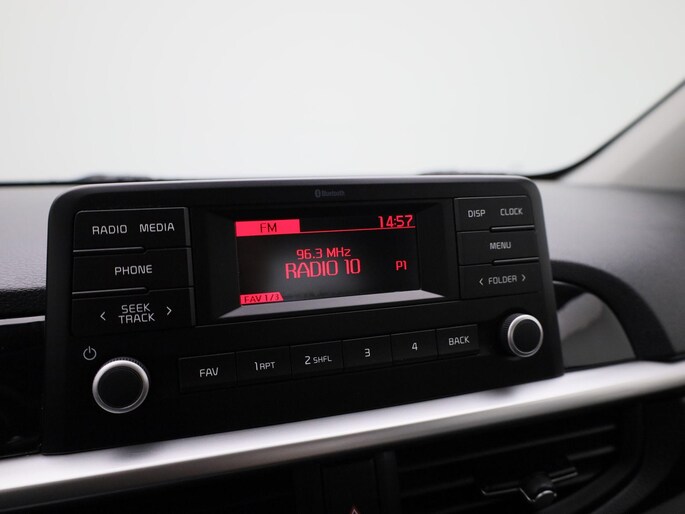 Bluetooth
RADIO MEDIA
FM 14:57
DISP CLOCK
PHONE
96.3 MHz
RADIO 10 P1
MENU
< SEEK TRACK >
FAV 1/3
< FOLDER >
FAV 1 RPT 2 SHFL 3 4 BACK